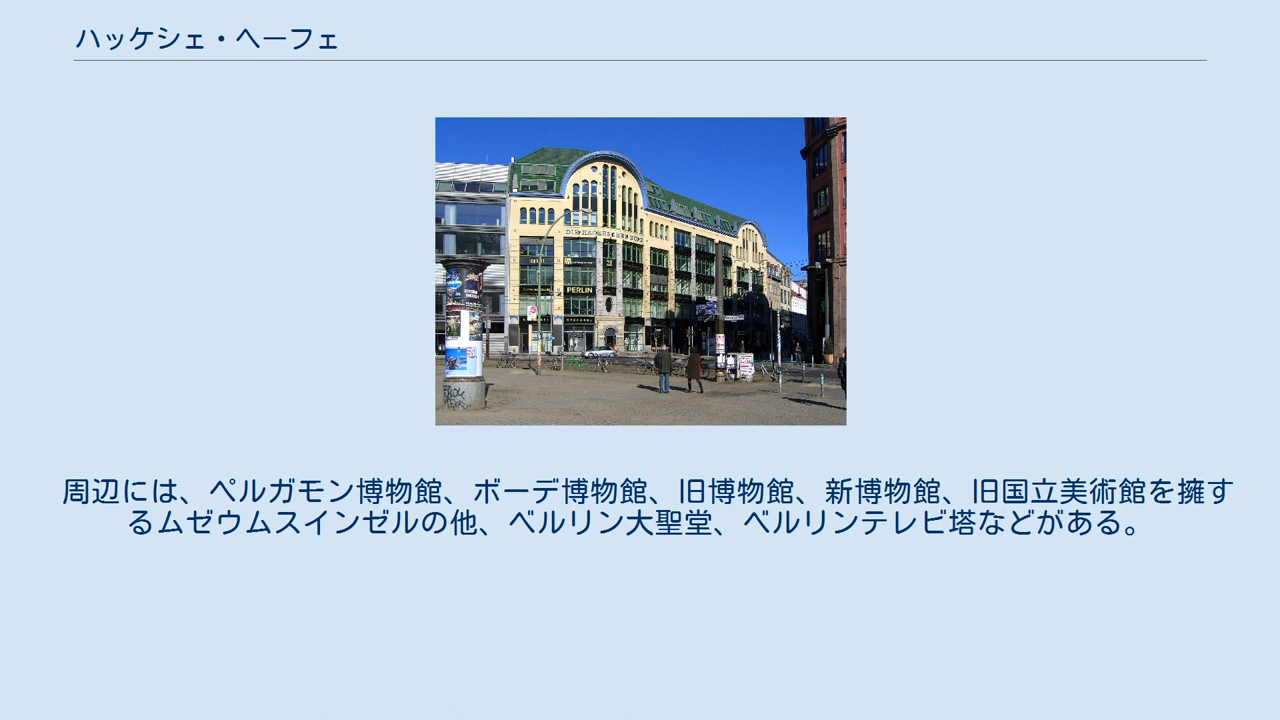 ハッケシェ・ヘーフェ
DIE HACKESCHEN HÖFE
PERLIN
周辺には、ペルガモン博物館、ボーデ博物館、旧博物館、新博物館、旧国立美術館を擁す
るムゼウムスインゼルの他、ベルリン大聖堂、ベルリンテレビ塔などがある。